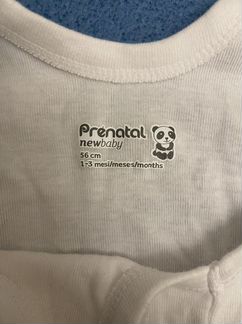 Prenatal
newbaby
56 cm
1-3 mesi/meses/months